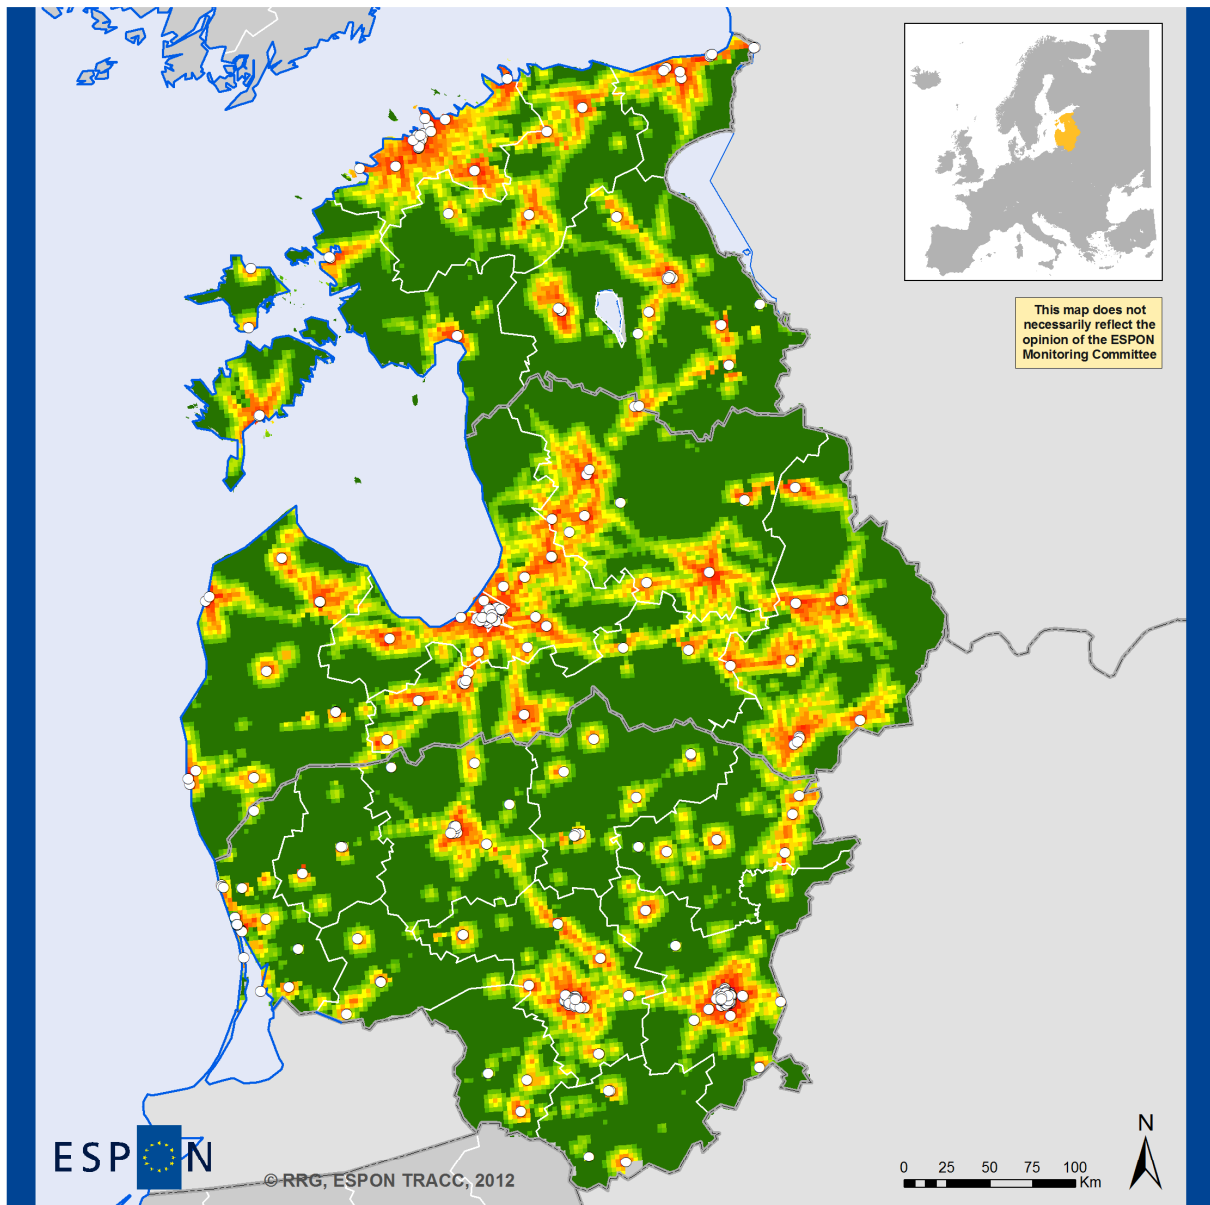 This map does not
necessarily reflect the
opinion of the ESPON
Monitoring Committee
ESPON
© RRG, ESPON TRACC, 2012
N
0 25 50 75 100
Km